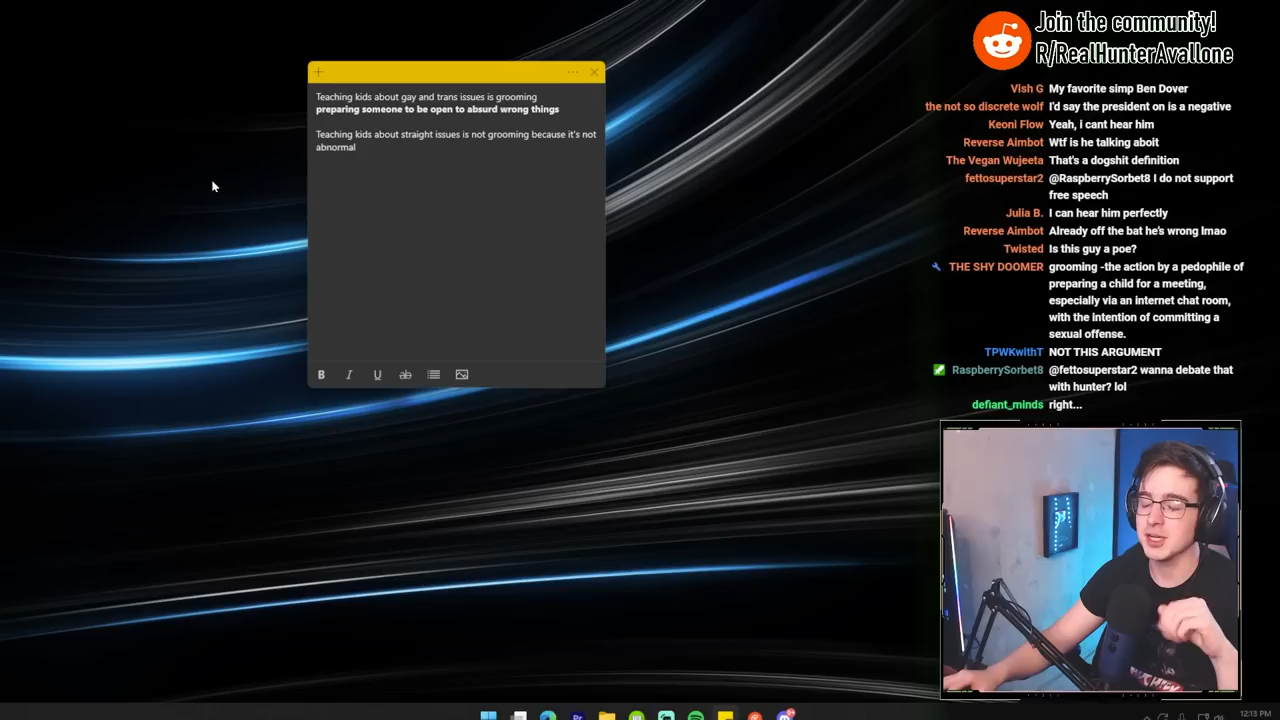 Join the community!
R/RealHunterAvallone
Teaching kids about gay and trans issues is grooming
preparing someone to be open to absurd wrong things
Teaching kids about straight issues is not grooming because it's not
abnormal
B I U ab
Vish G My favorite simp Ben Dover
the not so discrete wolf I'd say the president on is a negative
Keoni Flow Yeah, i cant hear him
Reverse Aimbot Wtf is he talking aboit
The Vegan Wujeeta That's a dogshit definition
fettosuperstar2 @RaspberrySorbet8 I do not support
free speech
Julia B. I can hear him perfectly
Reverse Aimbot Already off the bat he's wrong lmao
Twisted Is this guy a poe?
THE SHY DOOMER grooming -the action by a pedophile of
preparing a child for a meeting,
especially via an internet chat room,
with the intention of committing a
sexual offense.
TPWKwithT NOT THIS ARGUMENT
RaspberrySorbet8 @fettosuperstar2 wanna debate that
with hunter? lol
defiant_minds right...
Pr
12:13 PM